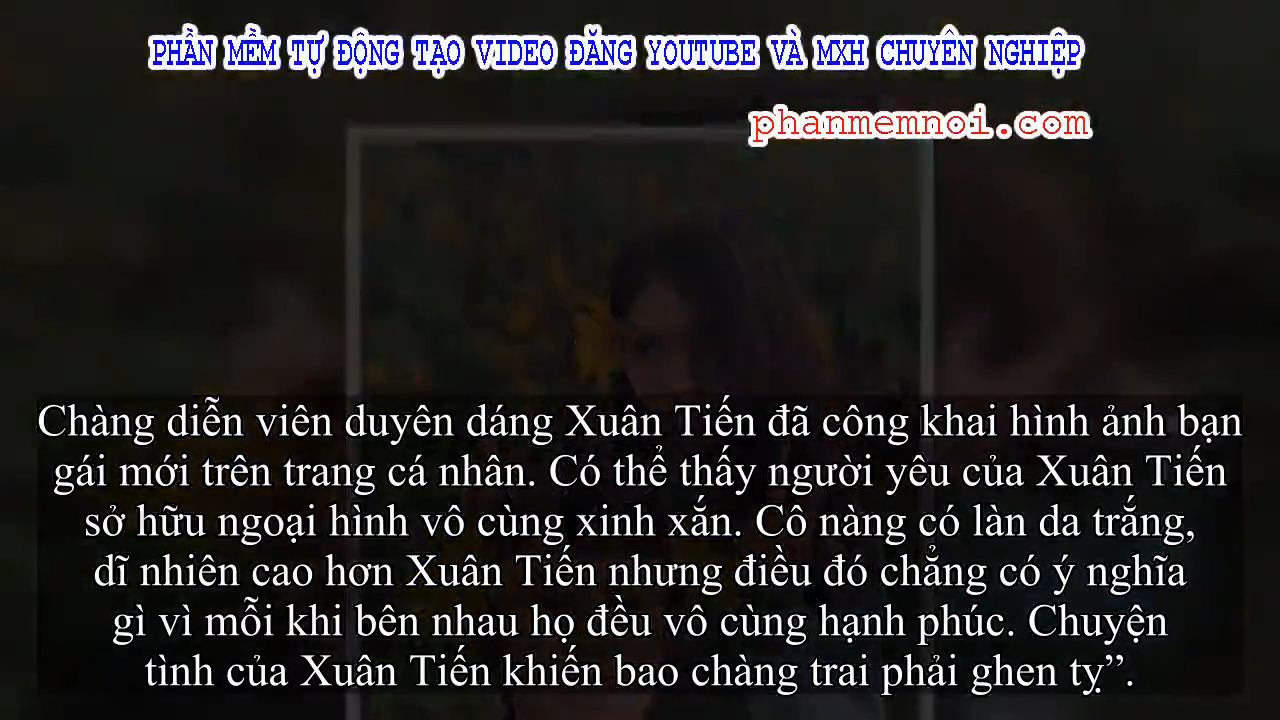 PHẦN MỀM TỰ ĐỘNG TẠO VIDEO ĐĂNG YOUTUBE VÀ MXH CHUYÊN NGHIỆP
phanmemnoi.com
Chàng diễn viên duyên dáng Xuân Tiến đã công khai hình ảnh bạn
gái mới trên trang cá nhân. Có thể thấy người yêu của Xuân Tiến
sở hữu ngoại hình vô cùng xinh xắn. Cô nàng có làn da trắng,
dĩ nhiên cao hơn Xuân Tiến nhưng điều đó chẳng có ý nghĩa
gì vì mỗi khi bên nhau họ đều vô cùng hạnh phúc. Chuyện
tình của Xuân Tiến khiến bao chàng trai phải ghen tỵ”.